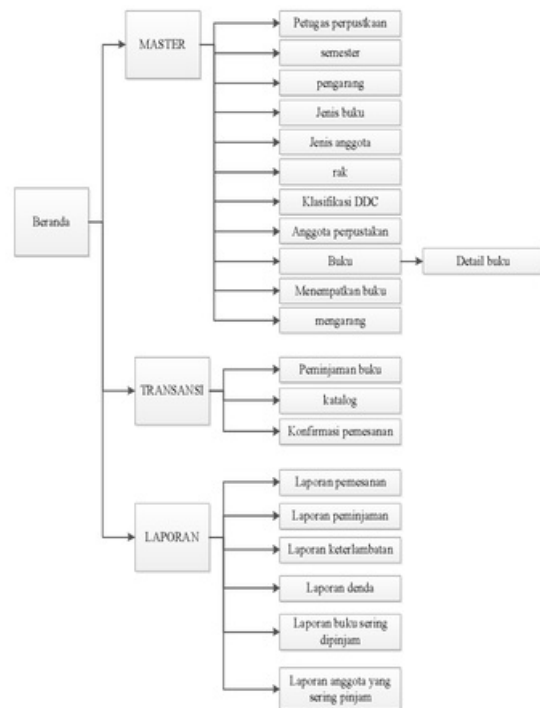 Beranda
MASTER
Petugas perpustkaan
semester
pengarang
Jenis buku
Jenis anggota
rak
Klasifikasi DDC
Anggota perpustakan
Buku
Detail buku
Menempatkan buku
mengarang
TRANSANSI
Peminjaman buku
katalog
Konfirmasi pemesanan
LAPORAN
Laporan pemesanan
Laporan peminjaman
Laporan keterlambatan
Laporan denda
Laporan buku sering
dipinjam
Laporan anggota yang
sering pinjam